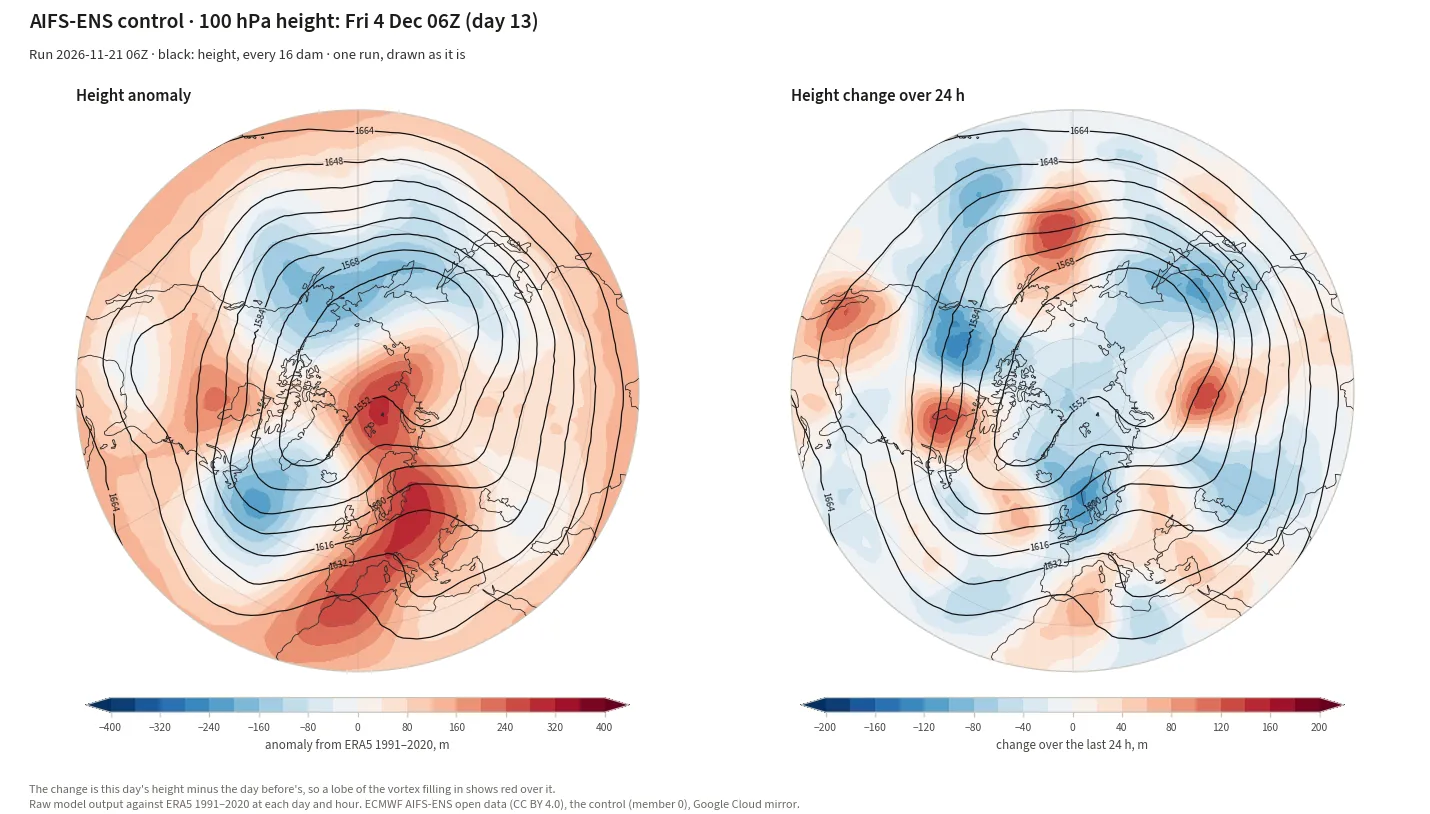 AIFS-ENS control · 100 hPa height: Fri 4 Dec 06Z (day 13)
Run 2026-11-21 06Z · black: height, every 16 dam · one run, drawn as it is
Height anomaly
Height change over 24 h
1664
1648
1568
1584
1552
1600
1616
1632
1664
1664
1648
1568
1584
1552
1600
1616
1632
1664
−400 −320 −240 −160 −80 0 80 160 240 320 400
anomaly from ERA5 1991–2020, m
−200 −160 −120 −80 −40 0 40 80 120 160 200
change over the last 24 h, m
The change is this day's height minus the day before's, so a lobe of the vortex filling in shows red over it.
Raw model output against ERA5 1991–2020 at each day and hour. ECMWF AIFS-ENS open data (CC BY 4.0), the control (member 0), Google Cloud mirror.